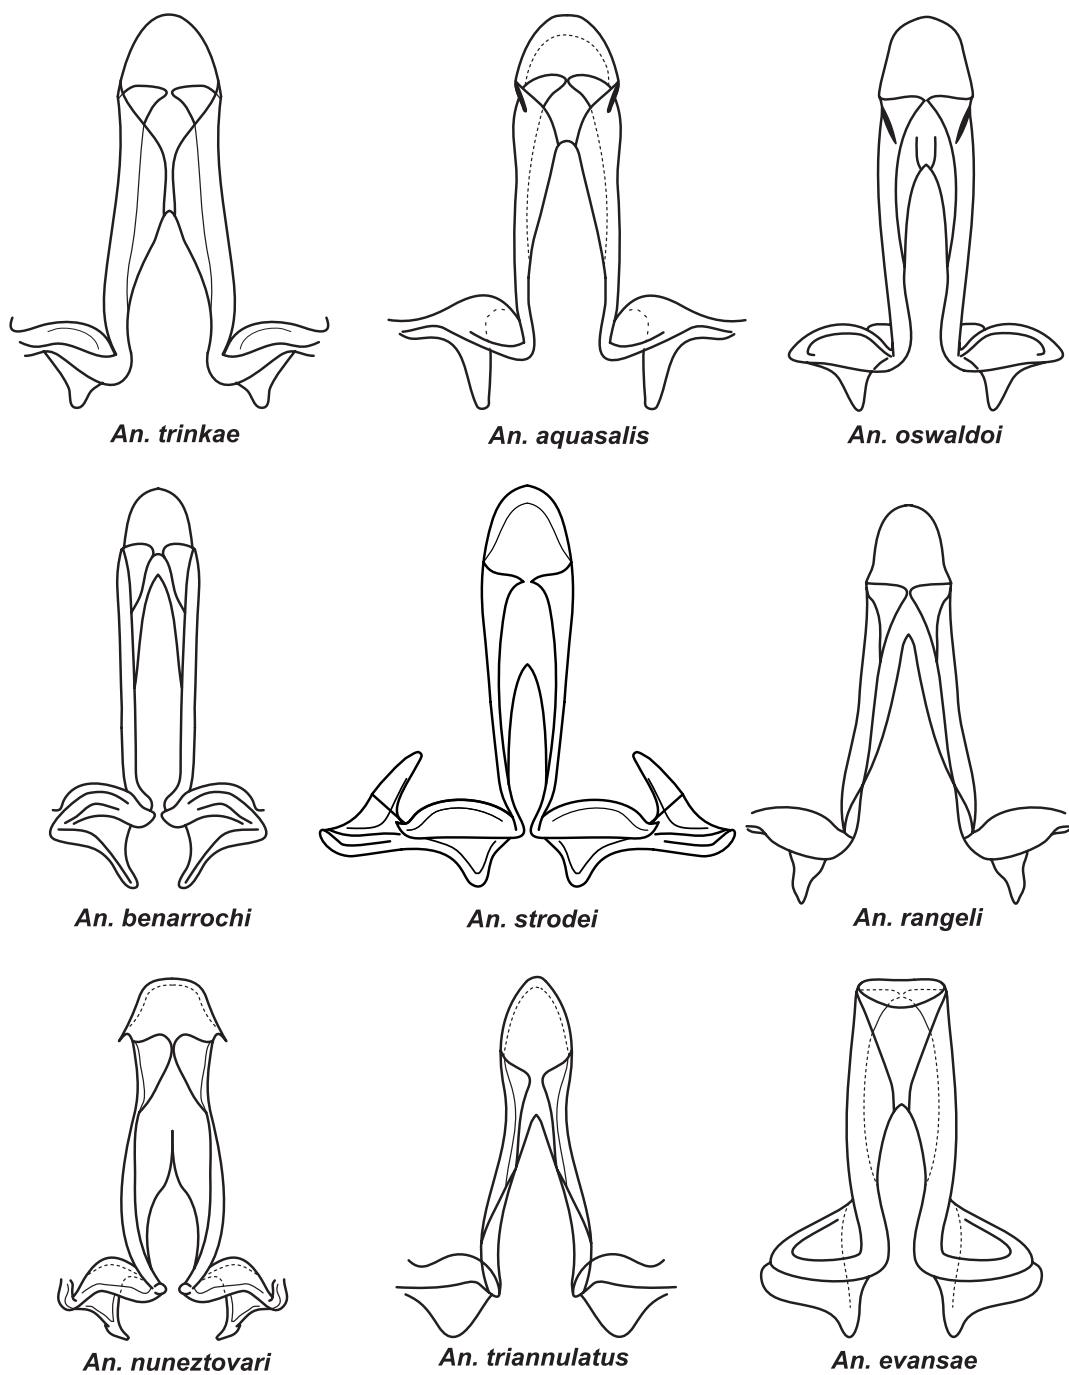 An. trinkae
An. aquasalis
An. oswaldoi
An. benarrochi
An. strodei
An. rangeli
An. nuneztovari
An. triannulatus
An. evansae